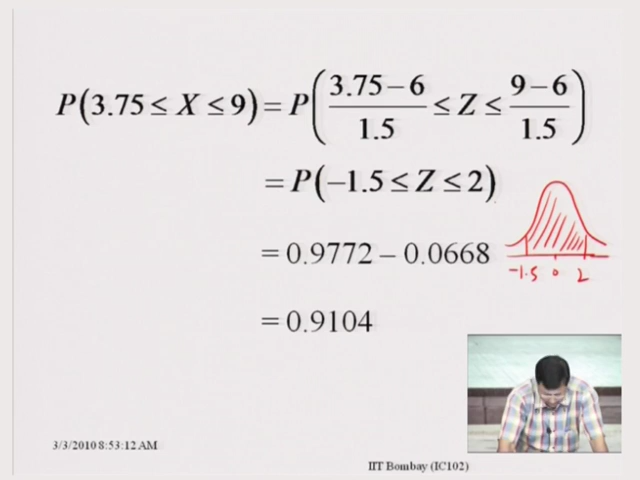 P(3.75 ≤ X ≤ 9) = P((3.75 − 6)/1.5 ≤ Z ≤ (9 − 6)/1.5)
= P(−1.5 ≤ Z ≤ 2)
= 0.9772 − 0.0668
-1.5 0 2
= 0.9104
3/3/2010 8:53:12 AM
IIT Bombay (IC102)